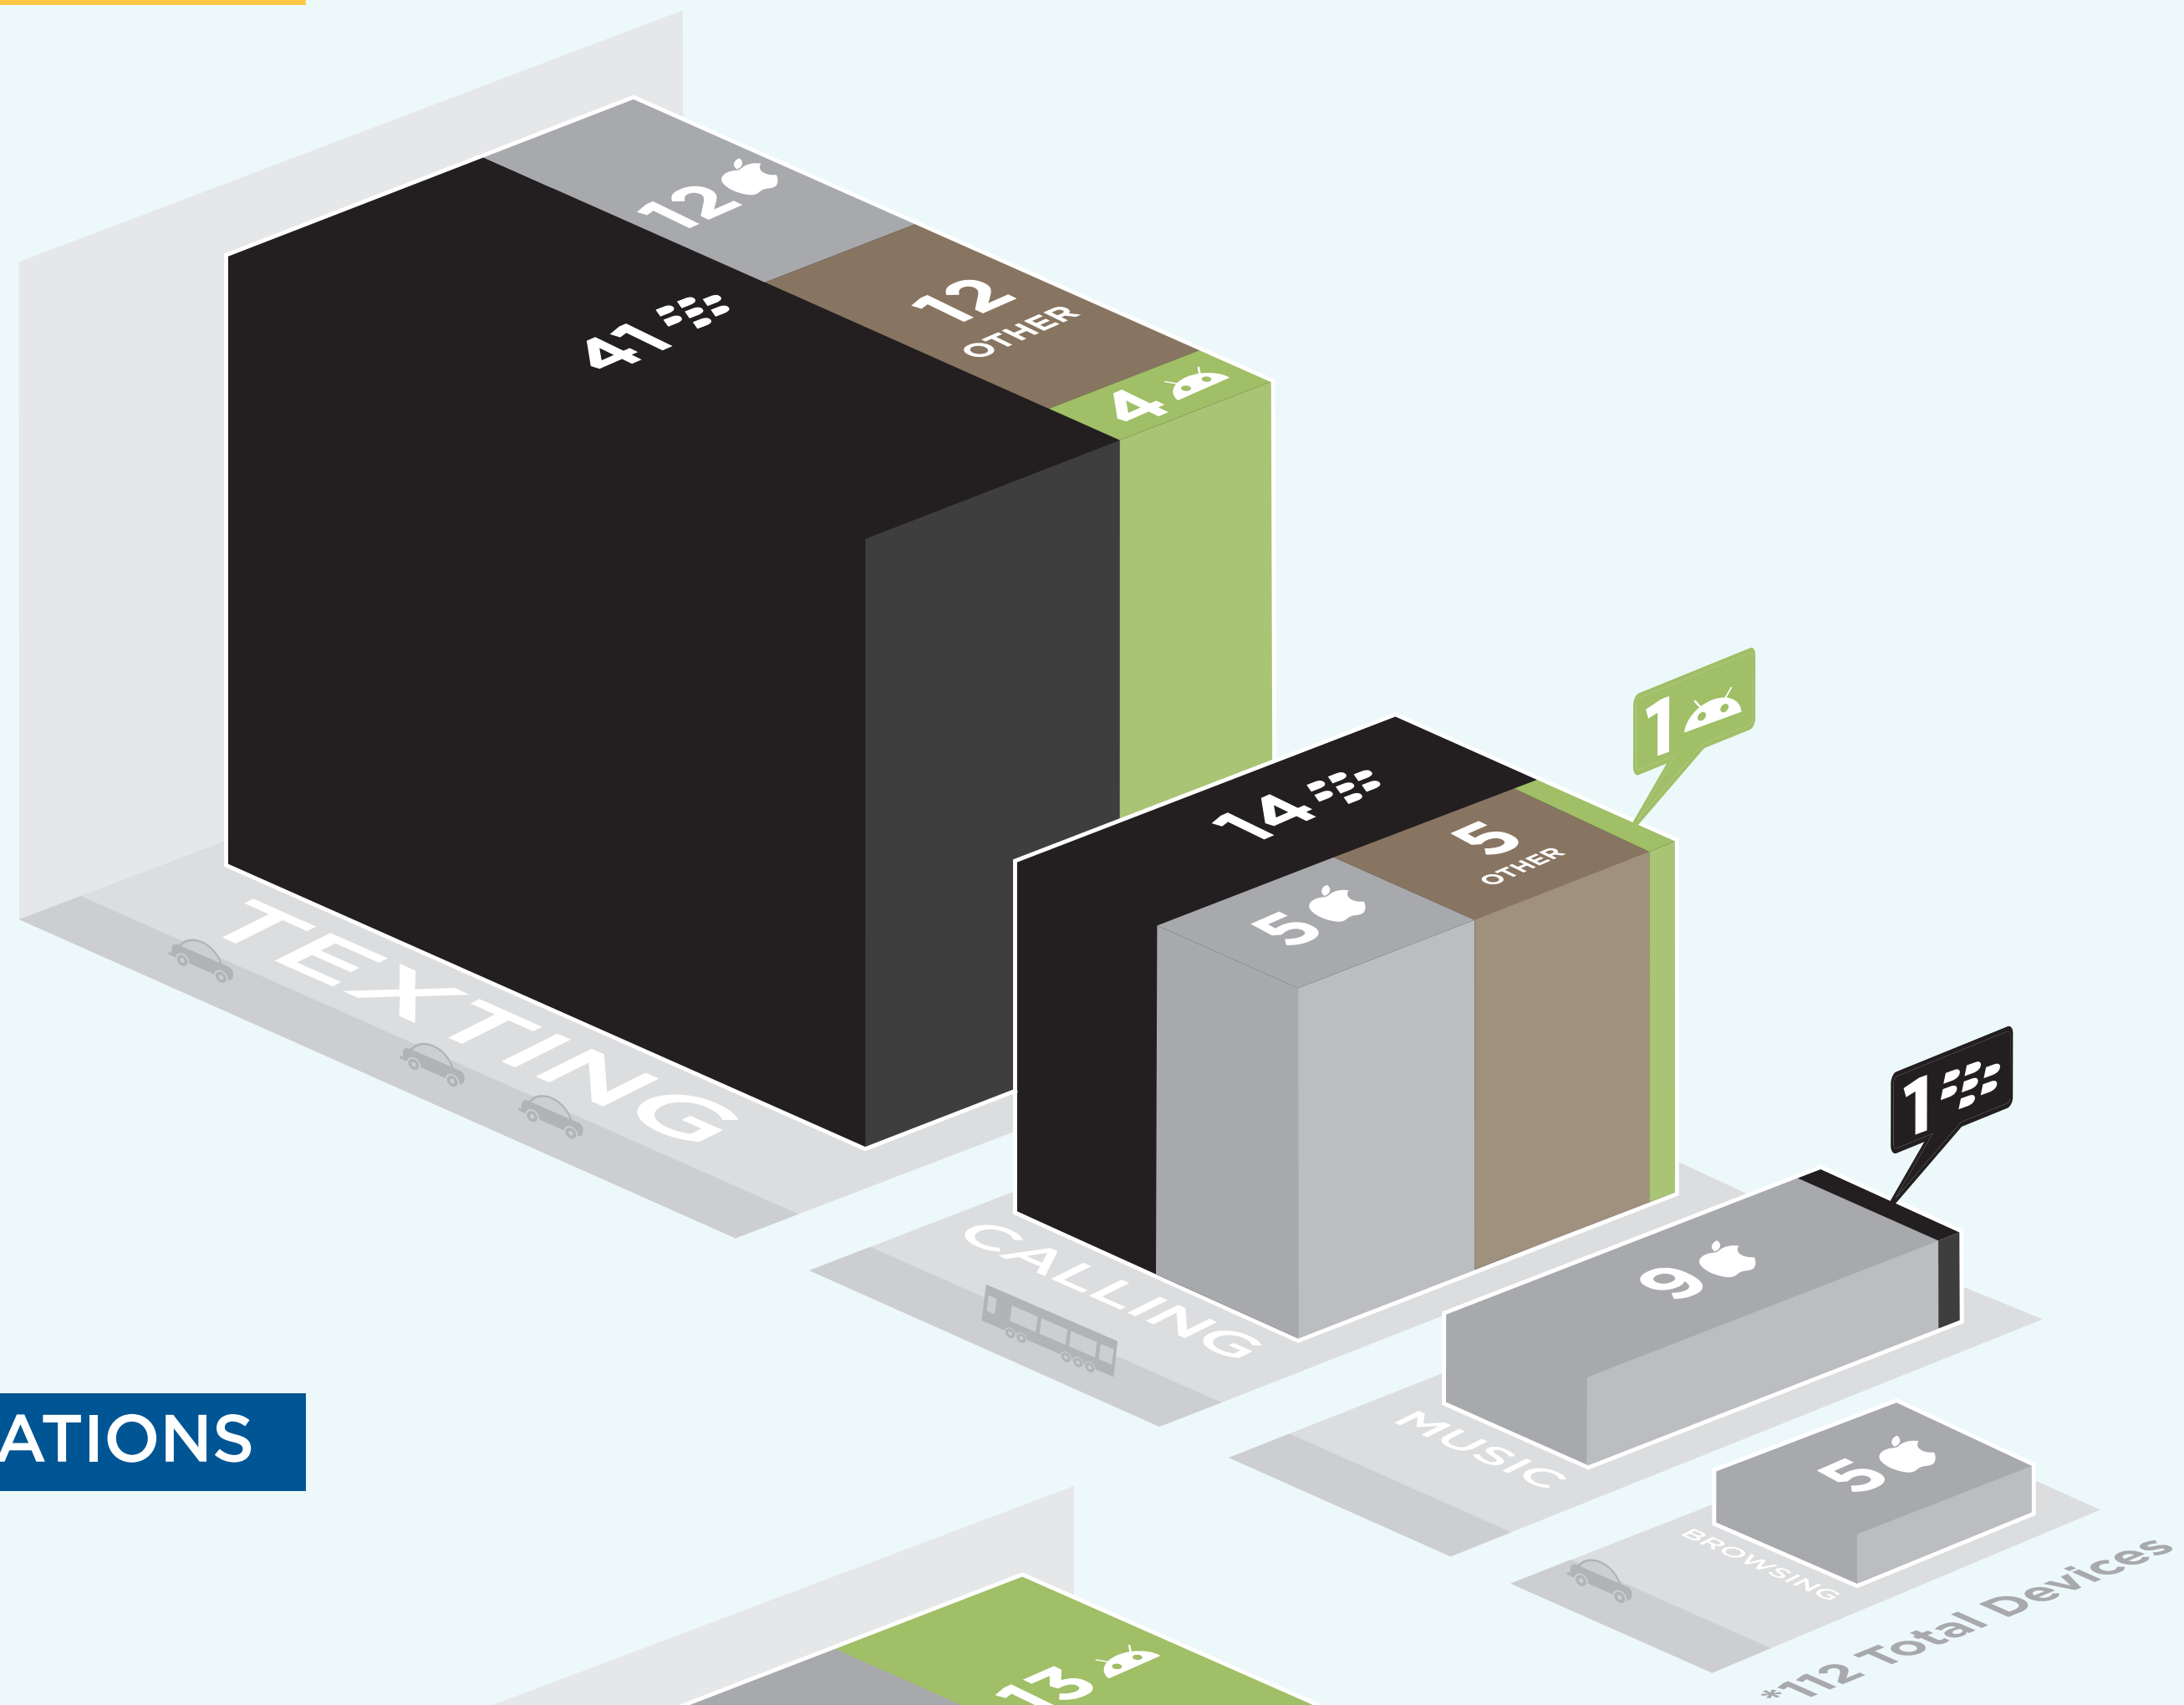 12
41
12
OTHER
4
TEXTING
1
14
5
OTHER
5
CALLING
1
9
MUSIC
5
BROWSING
*112 Total Devices
ATIONS
13